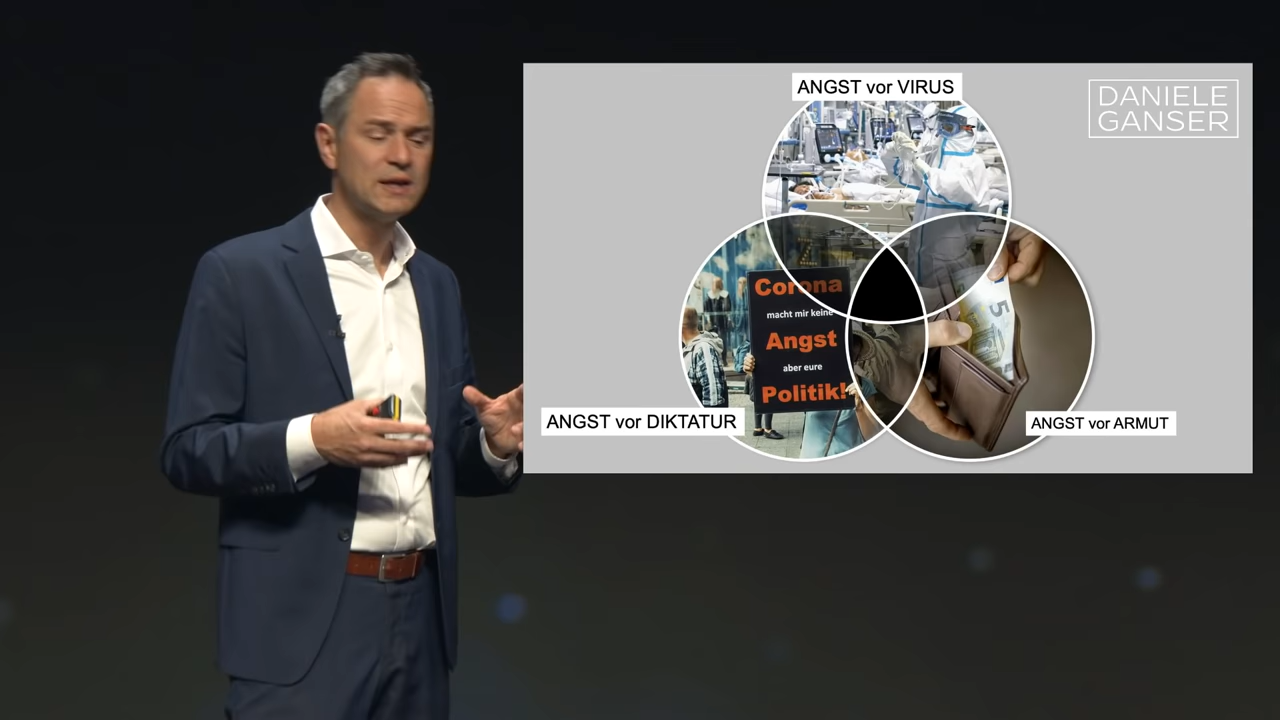 ANGST vor VIRUS
DANIELE
GANSER
Corona
macht mir keine
Angst
aber eure
Politik!
5
ANGST vor DIKTATUR
ANGST vor ARMUT